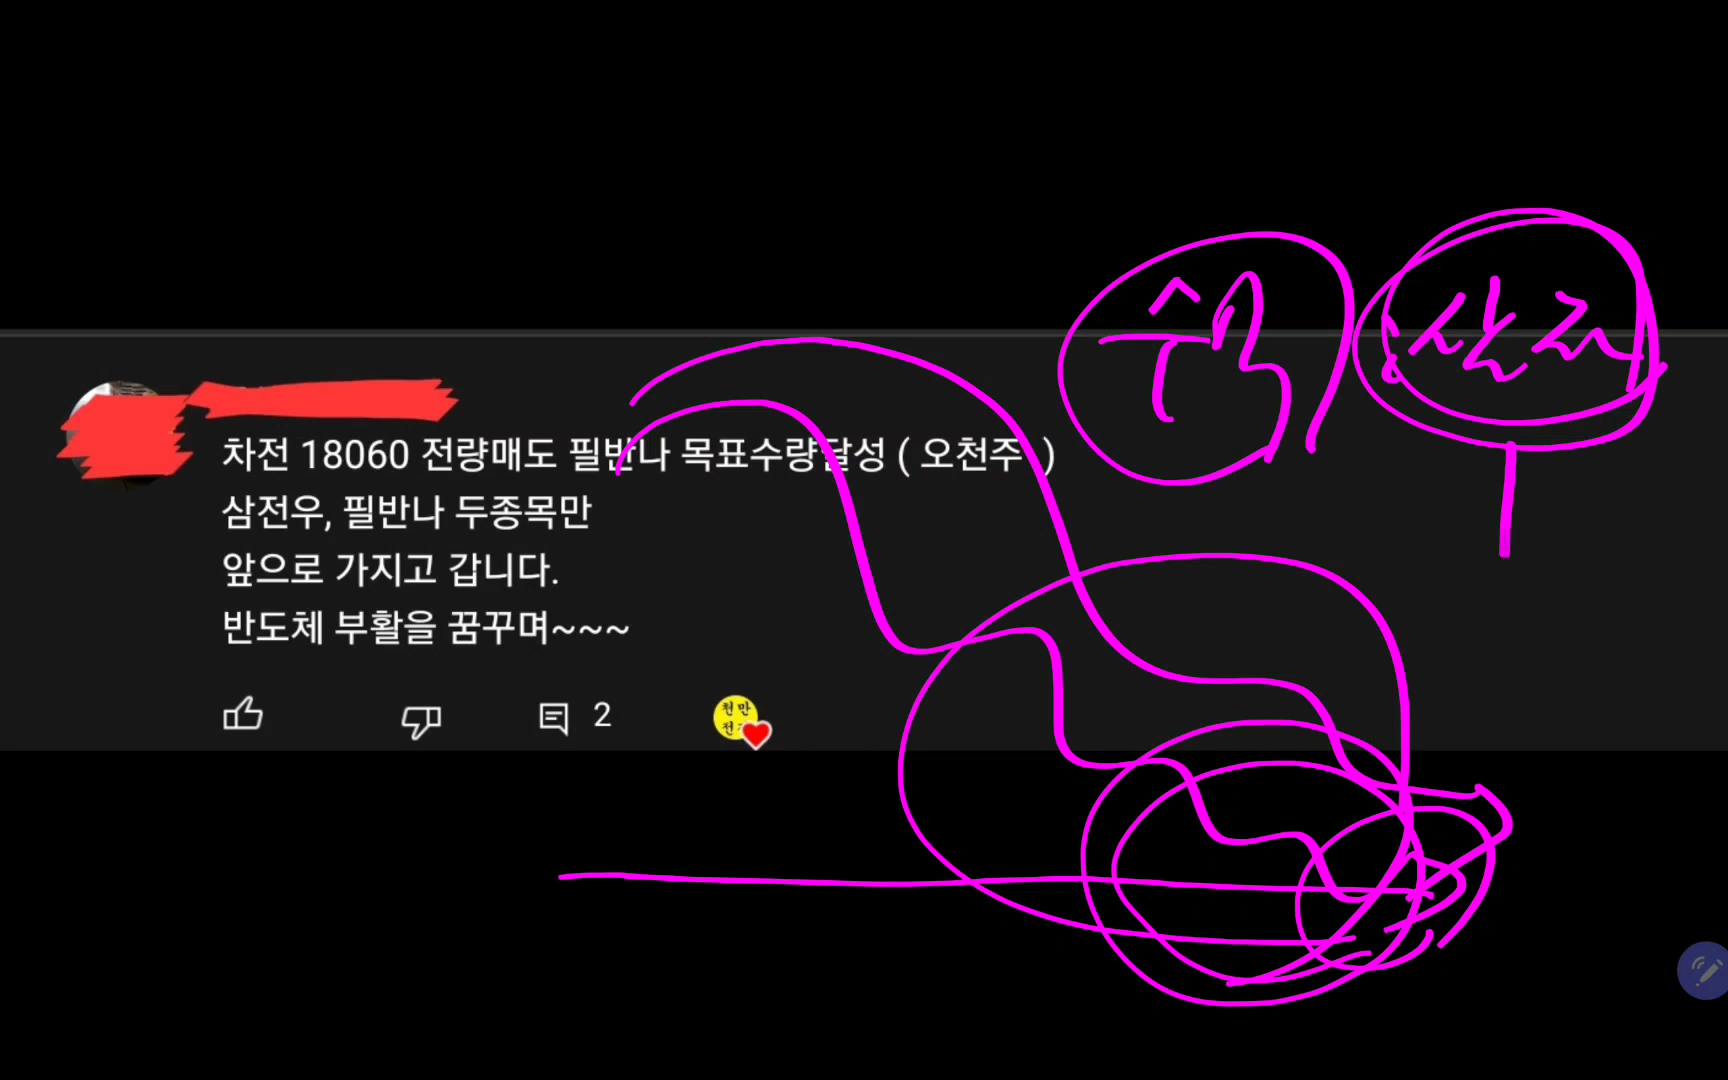 차전 18060 전량매도 필반나 목표수량달성 ( 오천주 )
삼전우, 필반나 두종목만
앞으로 가지고 갑니다.
반도체 부활을 꿈꾸며~~~
2
천만